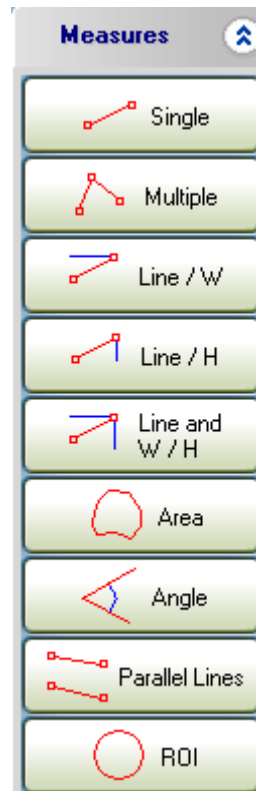 Measures
Single
Multiple
Line / W
Line / H
Line and
W / H
Area
Angle
Parallel Lines
ROI